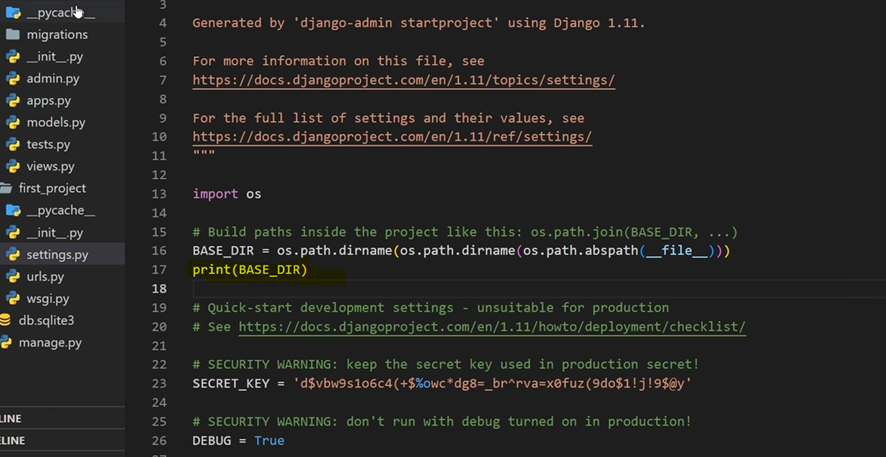 __pycache__
migrations
__init__.py
admin.py
apps.py
models.py
tests.py
views.py
first_project
__pycache__
__init__.py
settings.py
urls.py
wsgi.py
db.sqlite3
manage.py
LINE
ELINE
3
4 Generated by 'django-admin startproject' using Django 1.11.
5
6 For more information on this file, see
7 https://docs.djangoproject.com/en/1.11/topics/settings/
8
9 For the full list of settings and their values, see
10 https://docs.djangoproject.com/en/1.11/ref/settings/
11 """
12
13 import os
14
15 # Build paths inside the project like this: os.path.join(BASE_DIR, ...)
16 BASE_DIR = os.path.dirname(os.path.dirname(os.path.abspath(__file__)))
17 print(BASE_DIR)
18
19 # Quick-start development settings - unsuitable for production
20 # See https://docs.djangoproject.com/en/1.11/howto/deployment/checklist/
21
22 # SECURITY WARNING: keep the secret key used in production secret!
23 SECRET_KEY = 'd$vbw9s1o6c4(+$%owc*dg8=_br^rva=x0fuz(9do$1!j!9$@y'
24
25 # SECURITY WARNING: don't run with debug turned on in production!
26 DEBUG = True